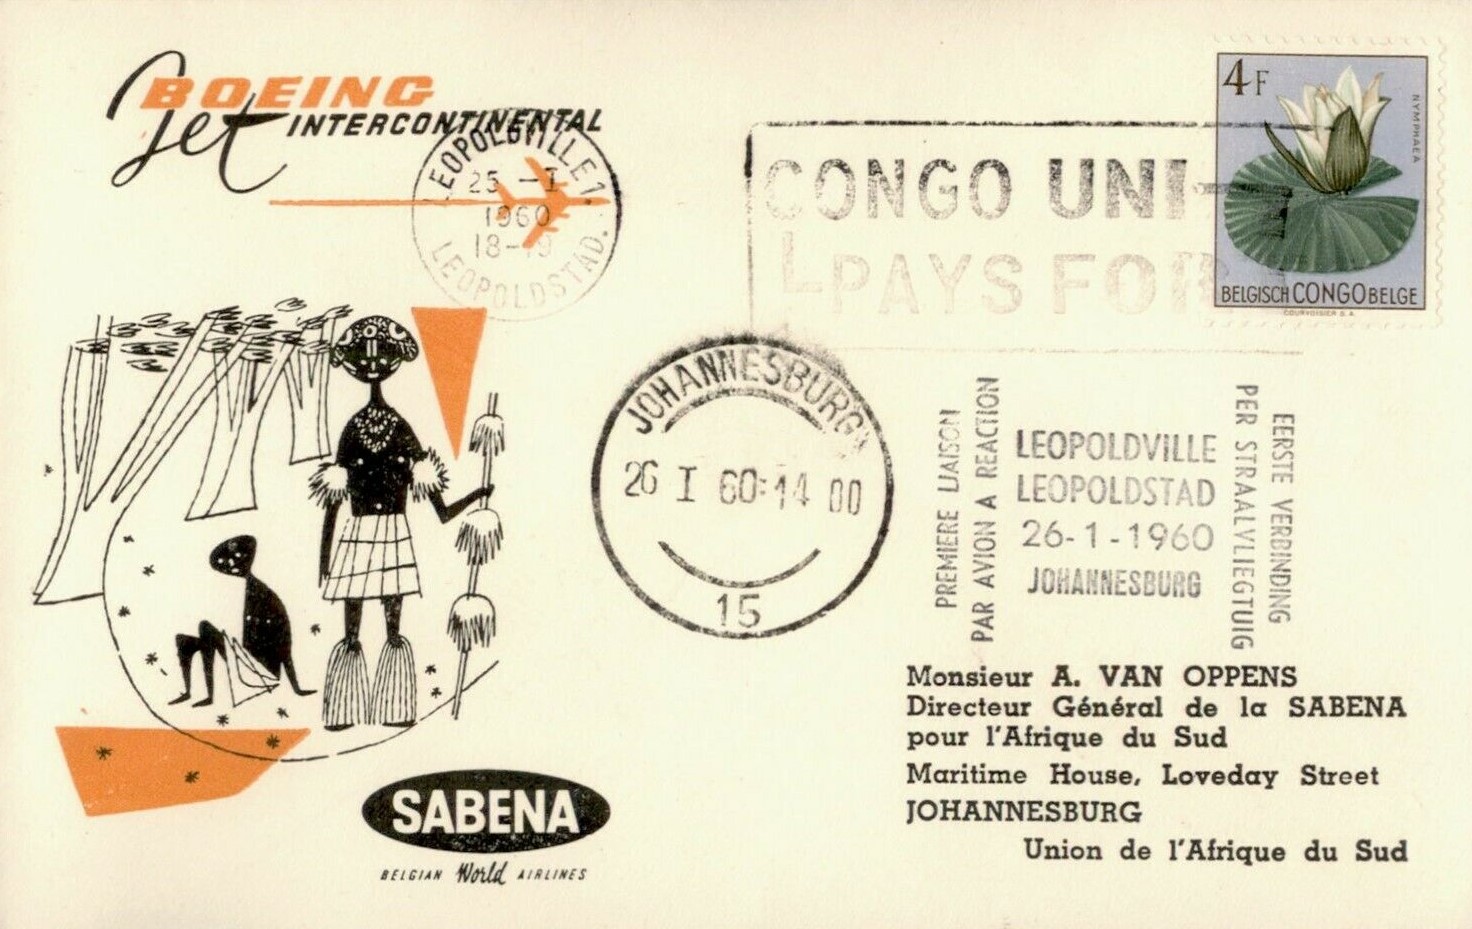 BOEING
Jet INTERCONTINENTAL
LEOPOLDVILLE 1.
25 - I
1960
18-19
LEOPOLDSTAD.
CONGO UNI
PAYS FOR
4F
NYMPHAEA
BELGISCH CONGO BELGE
COURVOISIER S.A.
JOHANNESBURG
26 I 60·14 00
15
PREMIERE LIAISON
PAR AVION A REACTION
LEOPOLDVILLE
LEOPOLDSTAD
26-1-1960
JOHANNESBURG
EERSTE VERBINDING
PER STRAALVLIEGTUIG
Monsieur A. VAN OPPENS
Directeur Général de la SABENA
pour l'Afrique du Sud
Maritime House, Loveday Street
JOHANNESBURG
Union de l'Afrique du Sud
SABENA
BELGIAN World AIRLINES